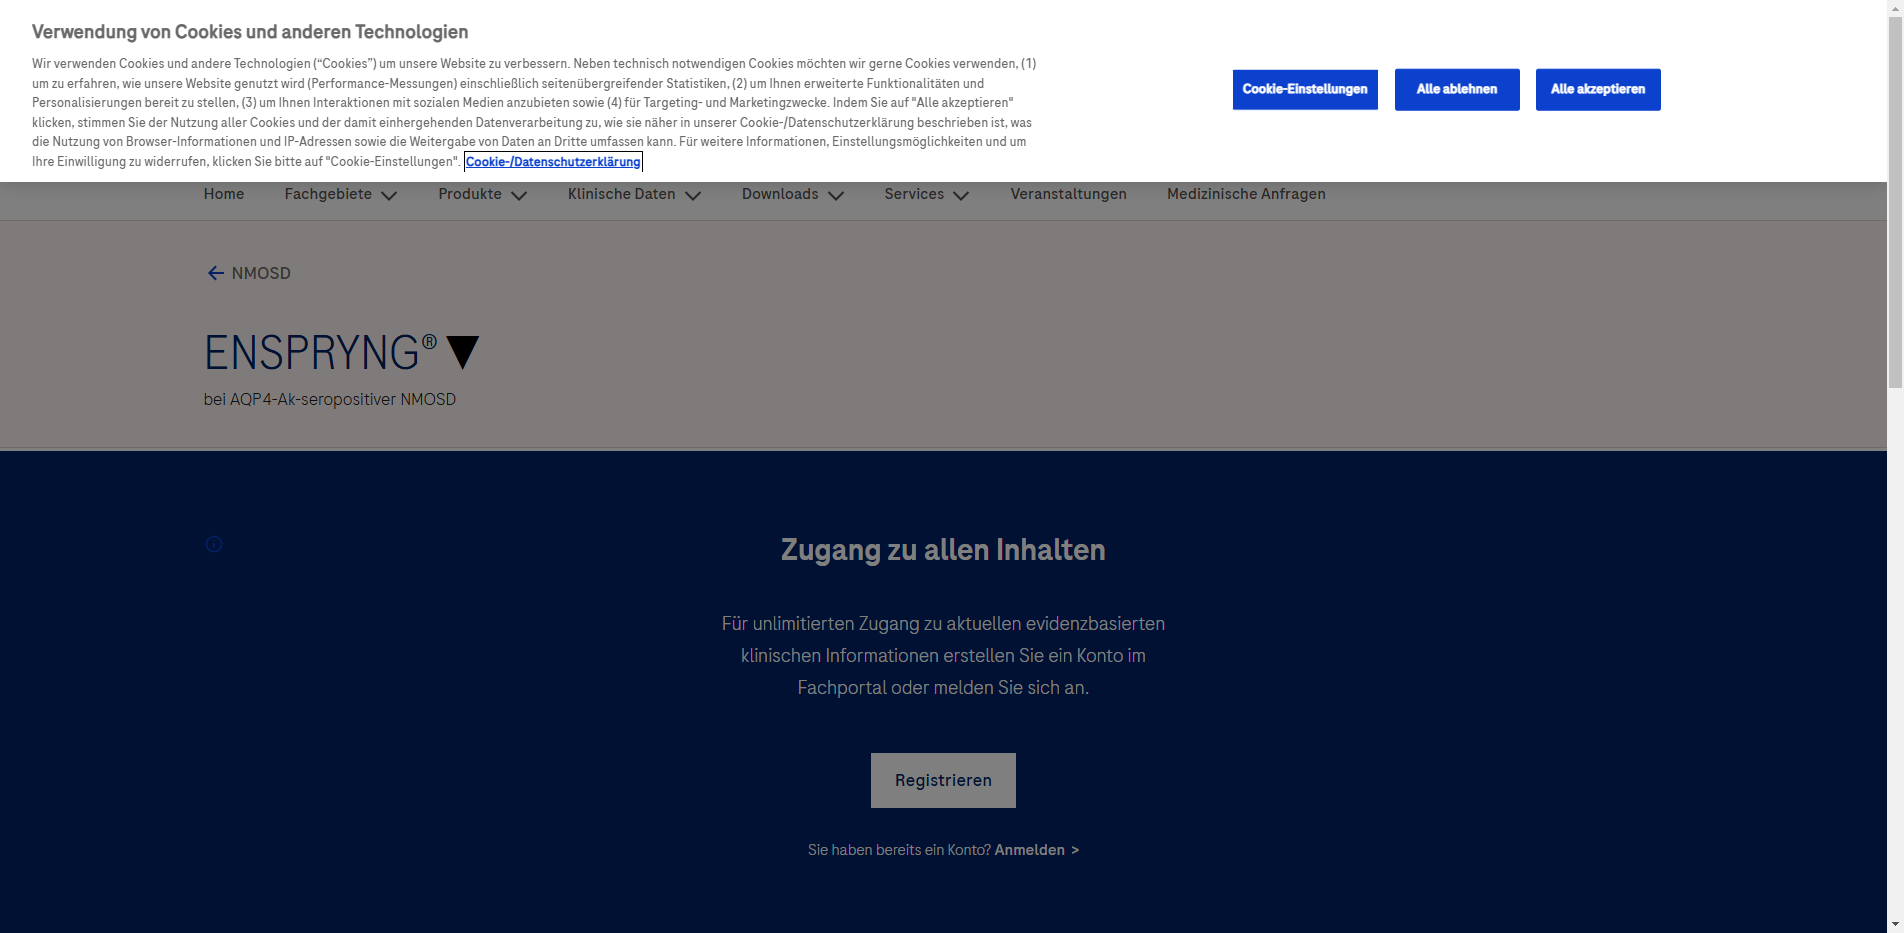 Verwendung von Cookies und anderen Technologien
Wir verwenden Cookies und andere Technologien (“Cookies”) um unsere Website zu verbessern. Neben technisch notwendigen Cookies möchten wir gerne Cookies verwenden, (1)
um zu erfahren, wie unsere Website genutzt wird (Performance-Messungen) einschließlich seitenübergreifender Statistiken, (2) um Ihnen erweiterte Funktionalitäten und
Personalisierungen bereit zu stellen, (3) um Ihnen Interaktionen mit sozialen Medien anzubieten sowie (4) für Targeting- und Marketingzwecke. Indem Sie auf "Alle akzeptieren"
klicken, stimmen Sie der Nutzung aller Cookies und der damit einhergehenden Datenverarbeitung zu, wie sie näher in unserer Cookie-/Datenschutzerklärung beschrieben ist, was
die Nutzung von Browser-Informationen und IP-Adressen sowie die Weitergabe von Daten an Dritte umfassen kann. Für weitere Informationen, Einstellungsmöglichkeiten und um
Ihre Einwilligung zu widerrufen, klicken Sie bitte auf "Cookie-Einstellungen". Cookie-/Datenschutzerklärung
Cookie-Einstellungen
Alle ablehnen
Alle akzeptieren
Home Fachgebiete Produkte Klinische Daten Downloads Services Veranstaltungen Medizinische Anfragen
NMOSD
ENSPRYNG®▼
bei AQP4-Ak-seropositiver NMOSD
Zugang zu allen Inhalten
Für unlimitierten Zugang zu aktuellen evidenzbasierten
klinischen Informationen erstellen Sie ein Konto im
Fachportal oder melden Sie sich an.
Registrieren
Sie haben bereits ein Konto? Anmelden >